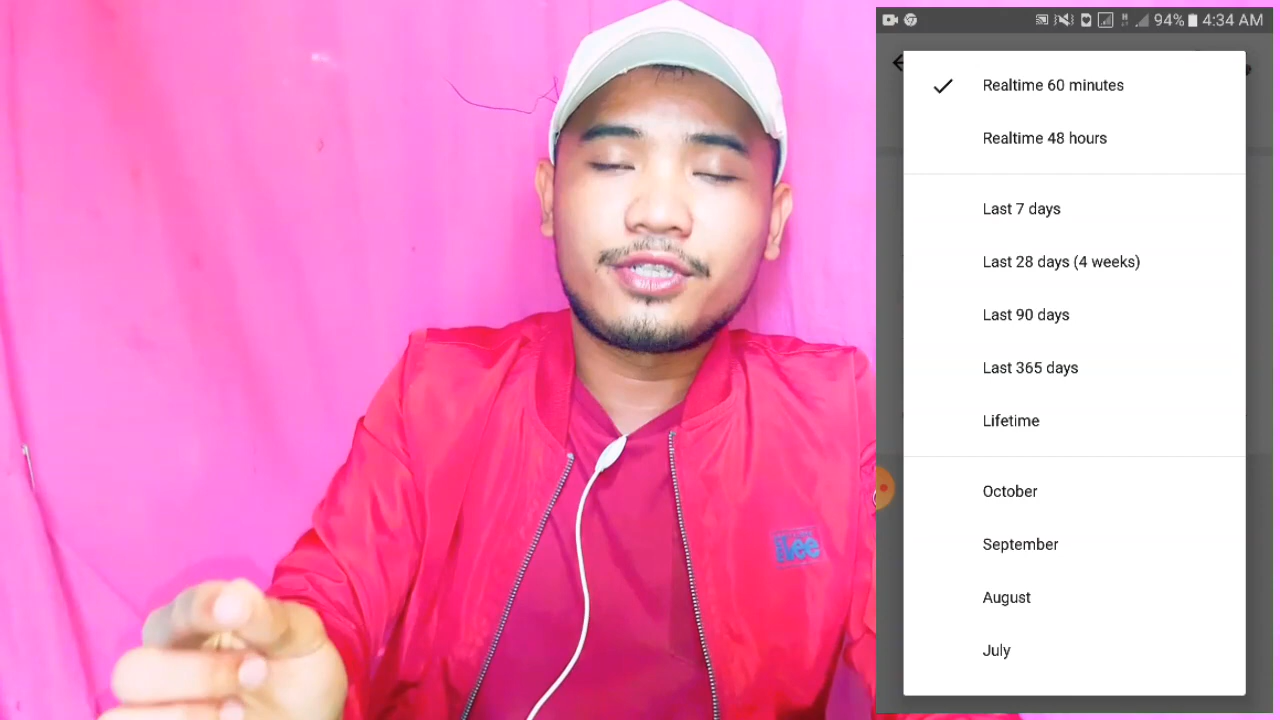 94% 4:34 AM
Realtime 60 minutes
Realtime 48 hours
Last 7 days
Last 28 days (4 weeks)
Last 90 days
Last 365 days
Lifetime
October
September
August
July